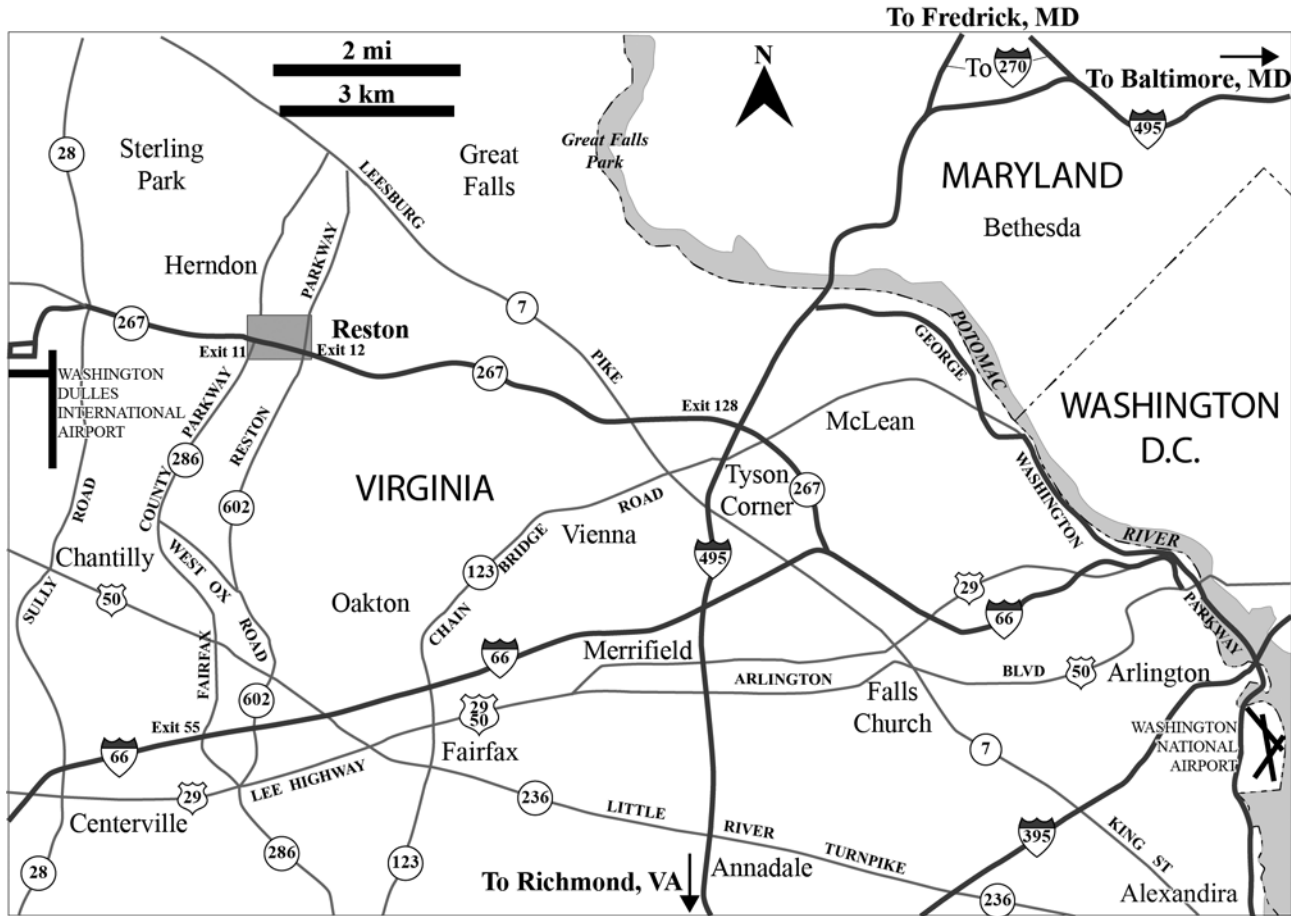 To Fredrick, MD
2 mi
3 km
N
To
270
To Baltimore, MD
495
28
Sterling
Park
Great
Falls
Great Falls
Park
LEESBURG
MARYLAND
Bethesda
Herndon
PARKWAY
7
267
Reston
Exit 11
Exit 12
PIKE
267
POTOMAC
GEORGE
WASHINGTON
DULLES
INTERNATIONAL
AIRPORT
Exit 128
McLean
WASHINGTON
D.C.
PARKWAY
286
RESTON
COUNTY
VIRGINIA
602
Tyson
Corner
267
WASHINGTON
ROAD
Vienna
ROAD
BRIDGE
RIVER
Chantilly
WEST OX
495
123
50
SULLY
Oakton
CHAIN
29
66
PARKWAY
ROAD
FAIRFAX
66
Merrifield
ARLINGTON
BLVD
50
Arlington
602
Falls
Church
29
50
Exit 55
66
Fairfax
7
WASHINGTON
NATIONAL
AIRPORT
LEE HIGHWAY
29
236
Centerville
LITTLE
RIVER
TURNPIKE
395
KING ST
28
286
123
To Richmond, VA
Annadale
236
Alexandira